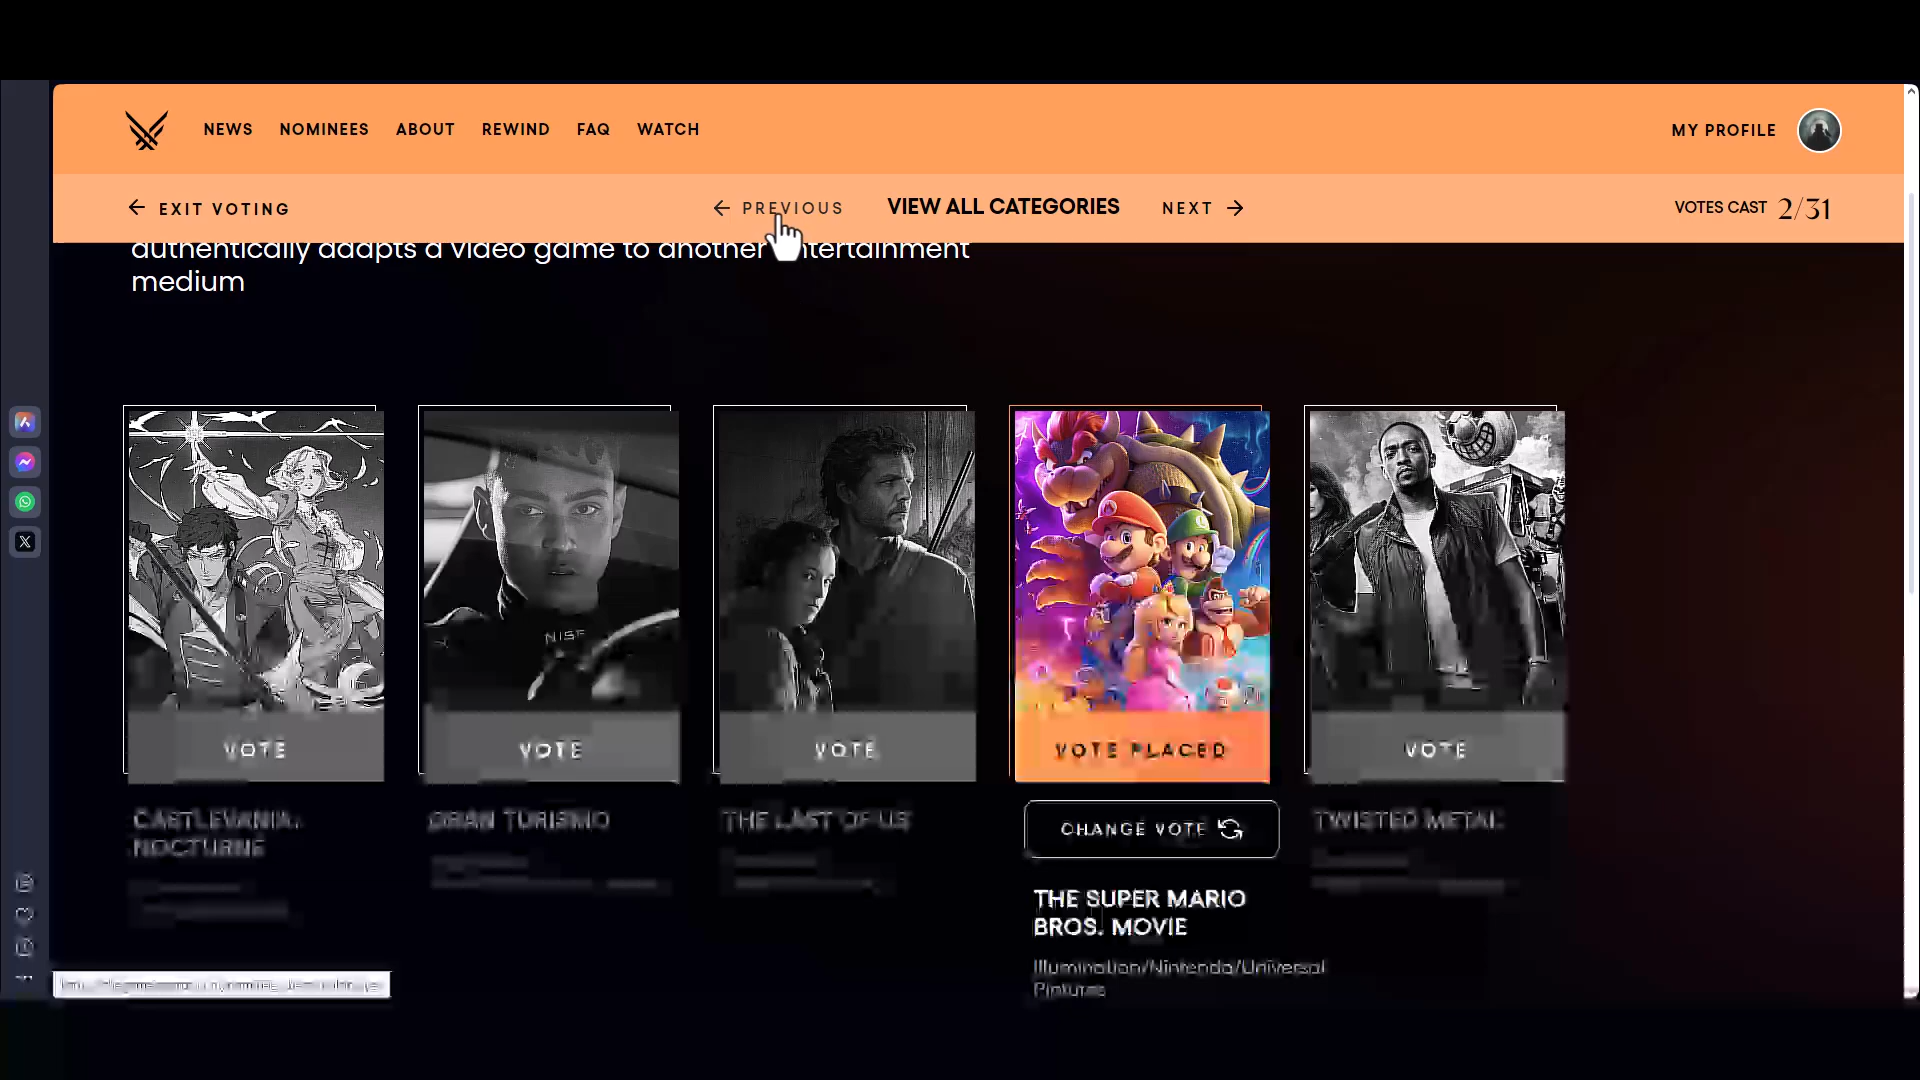 NEWS NOMINEES ABOUT REWIND FAQ WATCH MY PROFILE
EXIT VOTING PREVIOUS VIEW ALL CATEGORIES NEXT VOTES CAST 2/31
authentically adapts a video game to another entertainment
medium
VOTE VOTE VOTE VOTE PLACED VOTE
CASTLEVANIA: GRAN TURISMO THE LAST OF US CHANGE VOTE TWISTED METAL
NOCTURNE
THE SUPER MARIO
BROS. MOVIE
Illumination/Nintendo/Universal
Pictures